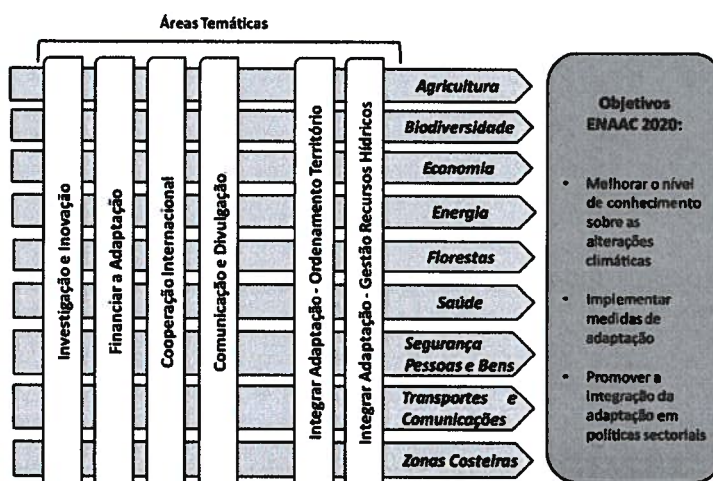 Áreas Temáticas
Investigação e Inovação
Financiar a Adaptação
Cooperação Internacional
Comunicação e Divulgação
Integrar Adaptação - Ordenamento Território
Integrar Adaptação - Gestão Recursos Hídricos
Agricultura
Biodiversidade
Economia
Energia
Florestas
Saúde
Segurança
Pessoas e Bens
Transportes e
Comunicações
Zonas Costeiras
Objetivos
ENAAC 2020:
• Melhorar o nível
de conhecimento
sobre as
alterações
climáticas
• Implementar
medidas de
adaptação
• Promover a
integração da
adaptação em
políticas sectoriais